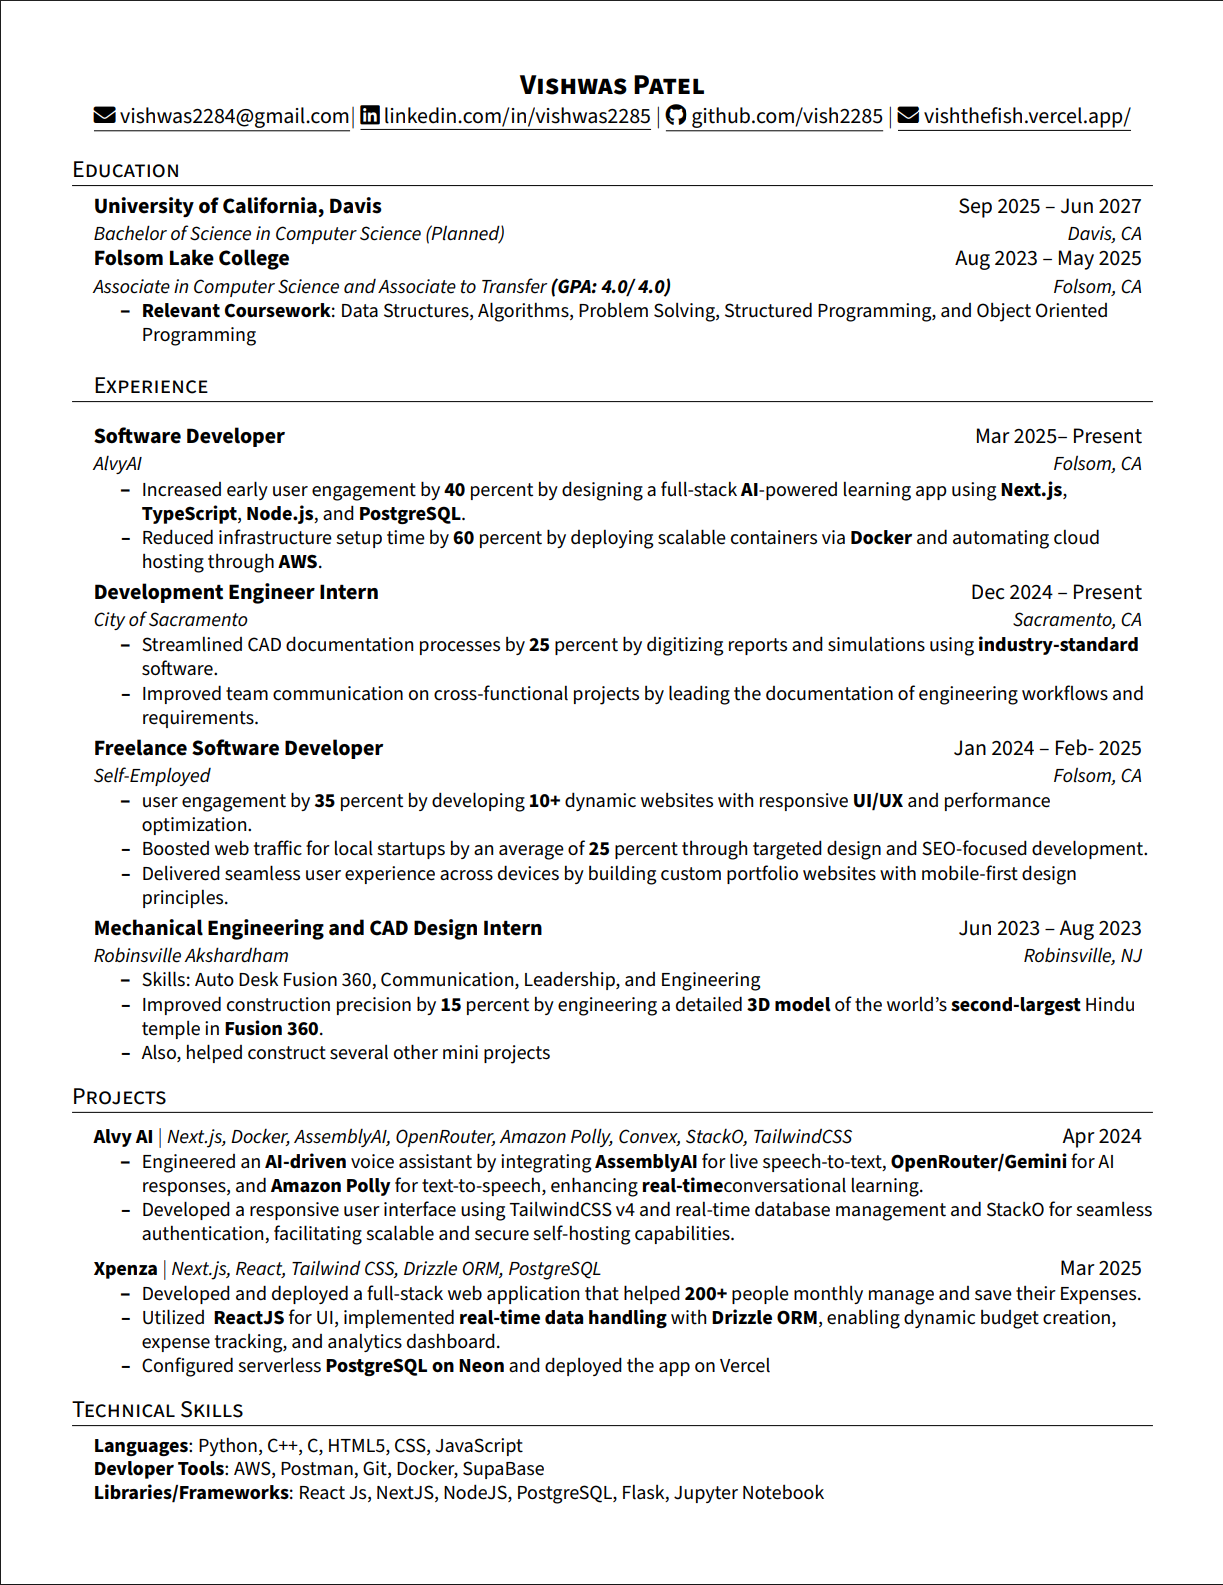 Vishwas Patel
vishwas2284@gmail.com| linkedin.com/in/vishwas2285 | github.com/vish2285 | vishthefish.vercel.app/
Education
University of California, Davis Sep 2025 – Jun 2027
Bachelor of Science in Computer Science (Planned) Davis, CA
Folsom Lake College Aug 2023 – May 2025
Associate in Computer Science and Associate to Transfer (GPA: 4.0/ 4.0) Folsom, CA
– Relevant Coursework: Data Structures, Algorithms, Problem Solving, Structured Programming, and Object Oriented
Programming
Experience
Software Developer Mar 2025– Present
AlvyAI Folsom, CA
– Increased early user engagement by 40 percent by designing a full-stack AI-powered learning app using Next.js,
TypeScript, Node.js, and PostgreSQL.
– Reduced infrastructure setup time by 60 percent by deploying scalable containers via Docker and automating cloud
hosting through AWS.
Development Engineer Intern Dec 2024 – Present
City of Sacramento Sacramento, CA
– Streamlined CAD documentation processes by 25 percent by digitizing reports and simulations using industry-standard
software.
– Improved team communication on cross-functional projects by leading the documentation of engineering workflows and
requirements.
Freelance Software Developer Jan 2024 – Feb- 2025
Self-Employed Folsom, CA
– user engagement by 35 percent by developing 10+ dynamic websites with responsive UI/UX and performance
optimization.
– Boosted web traffic for local startups by an average of 25 percent through targeted design and SEO-focused development.
– Delivered seamless user experience across devices by building custom portfolio websites with mobile-first design
principles.
Mechanical Engineering and CAD Design Intern Jun 2023 – Aug 2023
Robinsville Akshardham Robinsville, NJ
– Skills: Auto Desk Fusion 360, Communication, Leadership, and Engineering
– Improved construction precision by 15 percent by engineering a detailed 3D model of the world's second-largest Hindu
temple in Fusion 360.
– Also, helped construct several other mini projects
Projects
Alvy AI | Next.js, Docker, AssemblyAI, OpenRouter, Amazon Polly, Convex, StackO, TailwindCSS Apr 2024
– Engineered an AI-driven voice assistant by integrating AssemblyAI for live speech-to-text, OpenRouter/Gemini for AI
responses, and Amazon Polly for text-to-speech, enhancing real-timeconversational learning.
– Developed a responsive user interface using TailwindCSS v4 and real-time database management and StackO for seamless
authentication, facilitating scalable and secure self-hosting capabilities.
Xpenza | Next.js, React, Tailwind CSS, Drizzle ORM, PostgreSQL Mar 2025
– Developed and deployed a full-stack web application that helped 200+ people monthly manage and save their Expenses.
– Utilized ReactJS for UI, implemented real-time data handling with Drizzle ORM, enabling dynamic budget creation,
expense tracking, and analytics dashboard.
– Configured serverless PostgreSQL on Neon and deployed the app on Vercel
Technical Skills
Languages: Python, C++, C, HTML5, CSS, JavaScript
Devloper Tools: AWS, Postman, Git, Docker, SupaBase
Libraries/Frameworks: React Js, NextJS, NodeJS, PostgreSQL, Flask, Jupyter Notebook